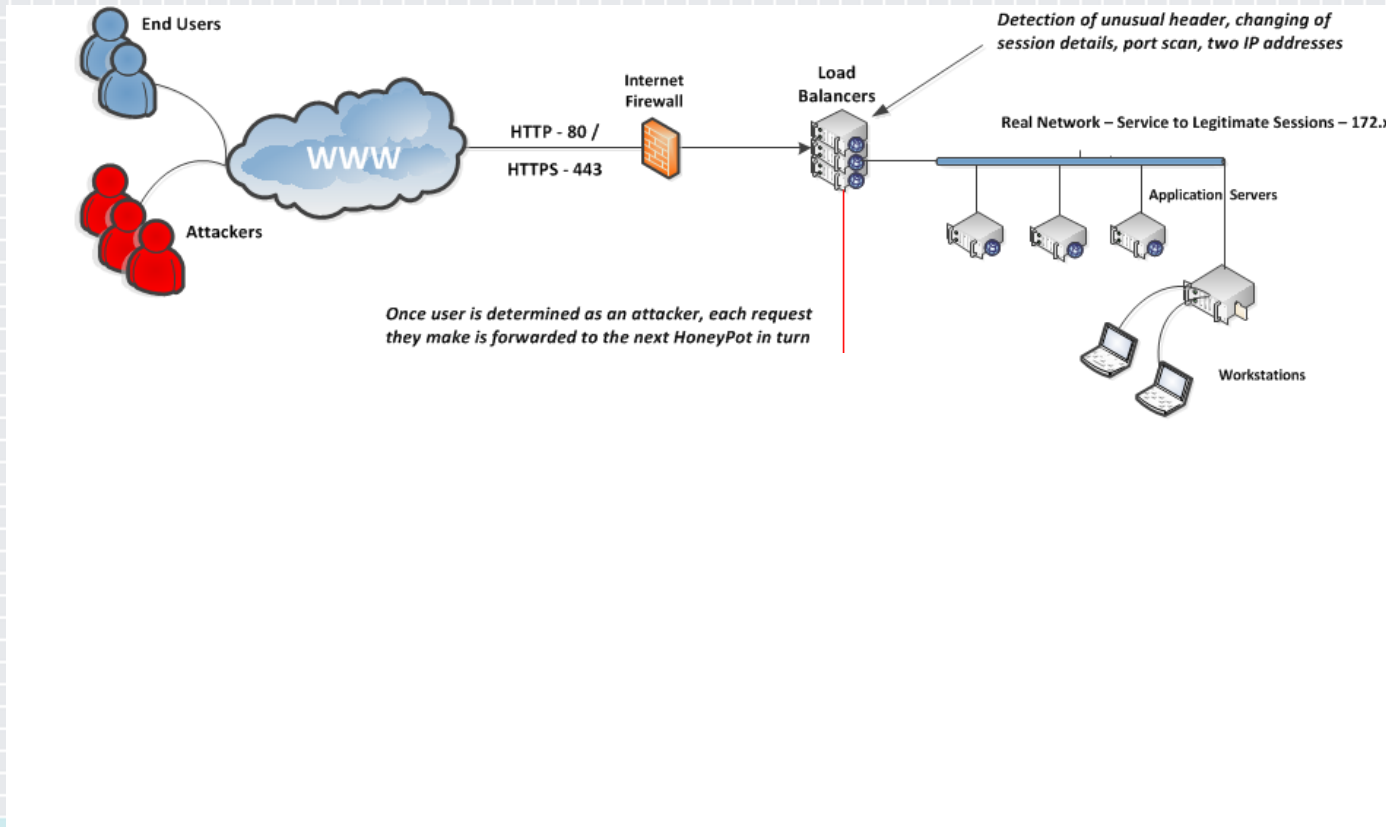 End Users
Detection of unusual header, changing of
session details, port scan, two IP addresses
Internet
Firewall
Load
Balancers
HTTP - 80 /
HTTPS - 443
WWW
Real Network – Service to Legitimate Sessions – 172.x
Application Servers
Attackers
Once user is determined as an attacker, each request
they make is forwarded to the next HoneyPot in turn
Workstations